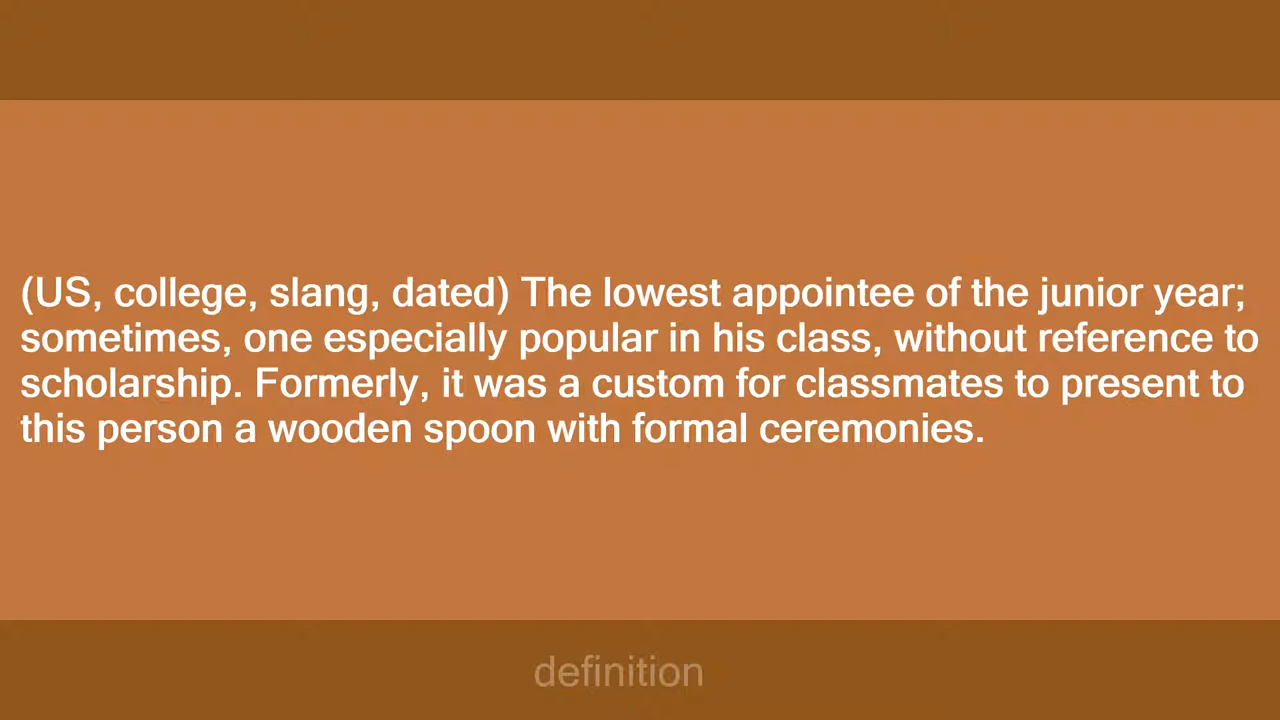 (US, college, slang, dated) The lowest appointee of the junior year;
sometimes, one especially popular in his class, without reference to
scholarship. Formerly, it was a custom for classmates to present to
this person a wooden spoon with formal ceremonies.
definition